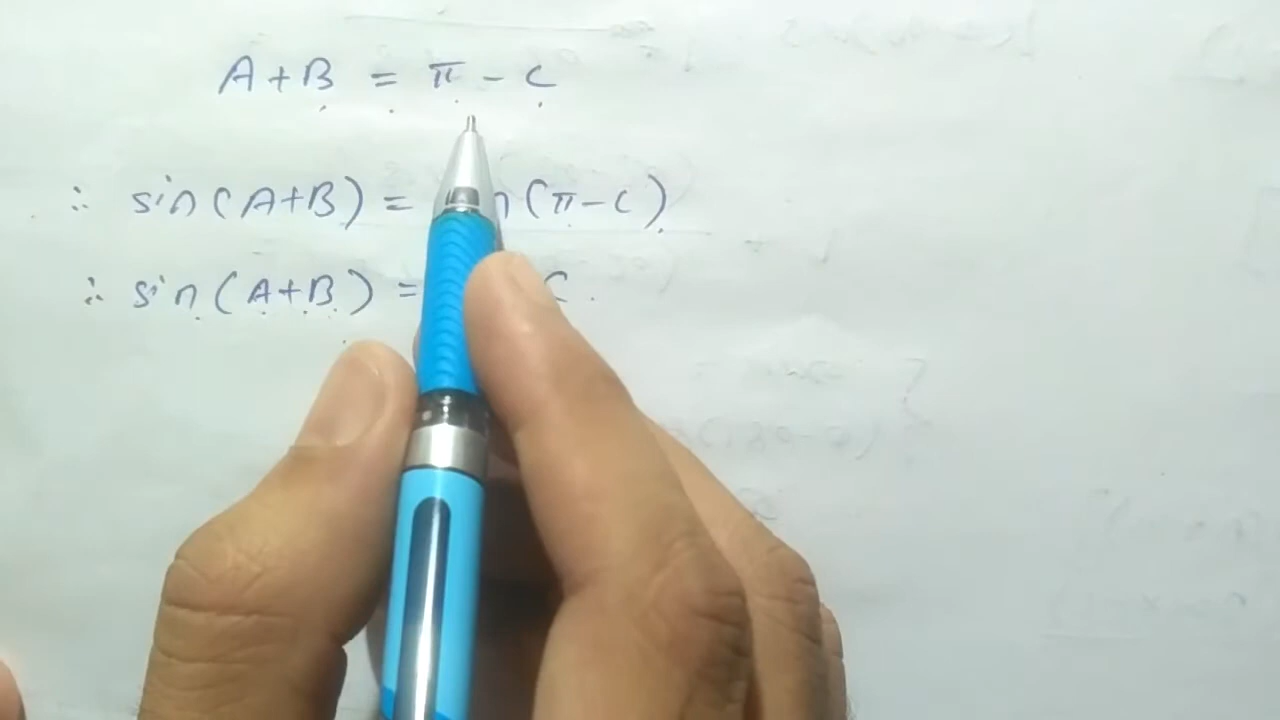 A+B = π-C
∴ sin(A+B) = (π-C)
∴ sin(A+B) = C.